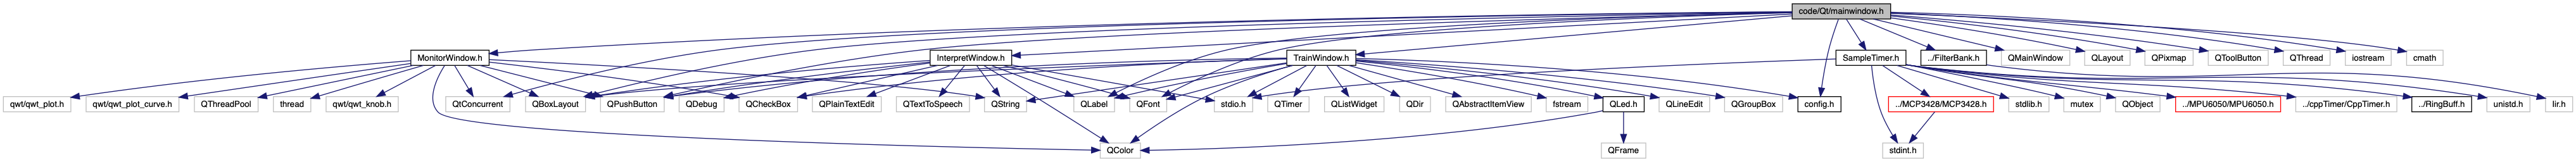 code/Qt/mainwindow.h
MonitorWindow.h
InterpretWindow.h
TrainWindow.h
SampleTimer.h
../FilterBank.h
QMainWindow
QLayout
QPixmap
QToolButton
QThread
iostream
cmath
qwt/qwt_plot.h
qwt/qwt_plot_curve.h
QThreadPool
thread
qwt/qwt_knob.h
QtConcurrent
QBoxLayout
QPushButton
QDebug
QCheckBox
QPlainTextEdit
QTextToSpeech
QString
QLabel
QFont
stdio.h
QTimer
QListWidget
QDir
QAbstractItemView
fstream
QLed.h
QLineEdit
QGroupBox
config.h
../MCP3428/MCP3428.h
stdlib.h
mutex
QObject
../MPU6050/MPU6050.h
../cppTimer/CppTimer.h
../RingBuff.h
unistd.h
Iir.h
QColor
QFrame
stdint.h